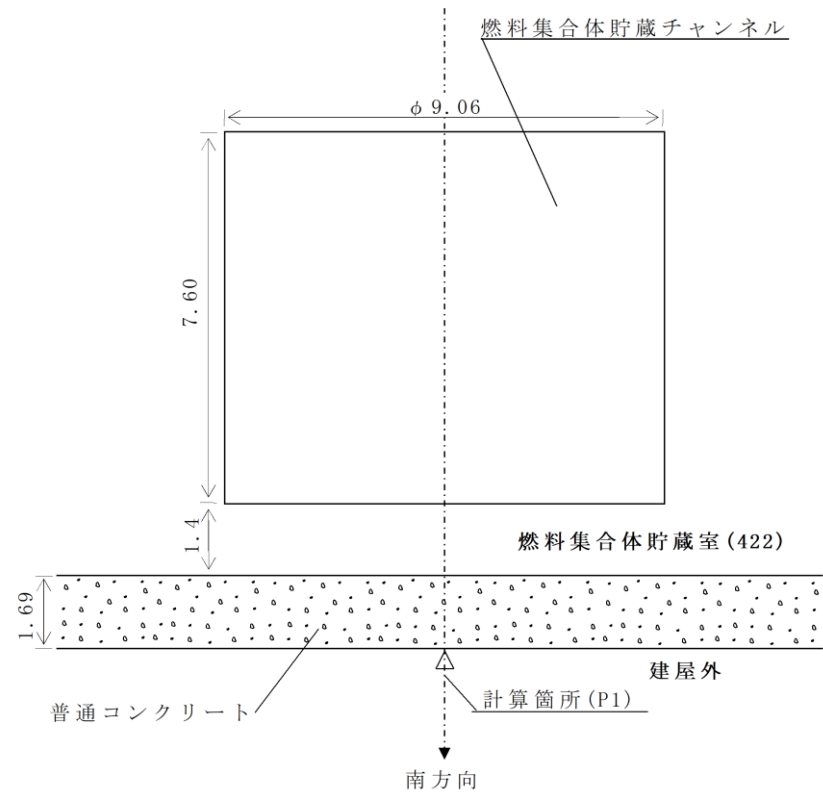 燃料集合体貯蔵チャンネル
φ9.06
7.60
1.4
燃料集合体貯蔵室(422)
1.69
建屋外
普通コンクリート
計算箇所(P1)
南方向